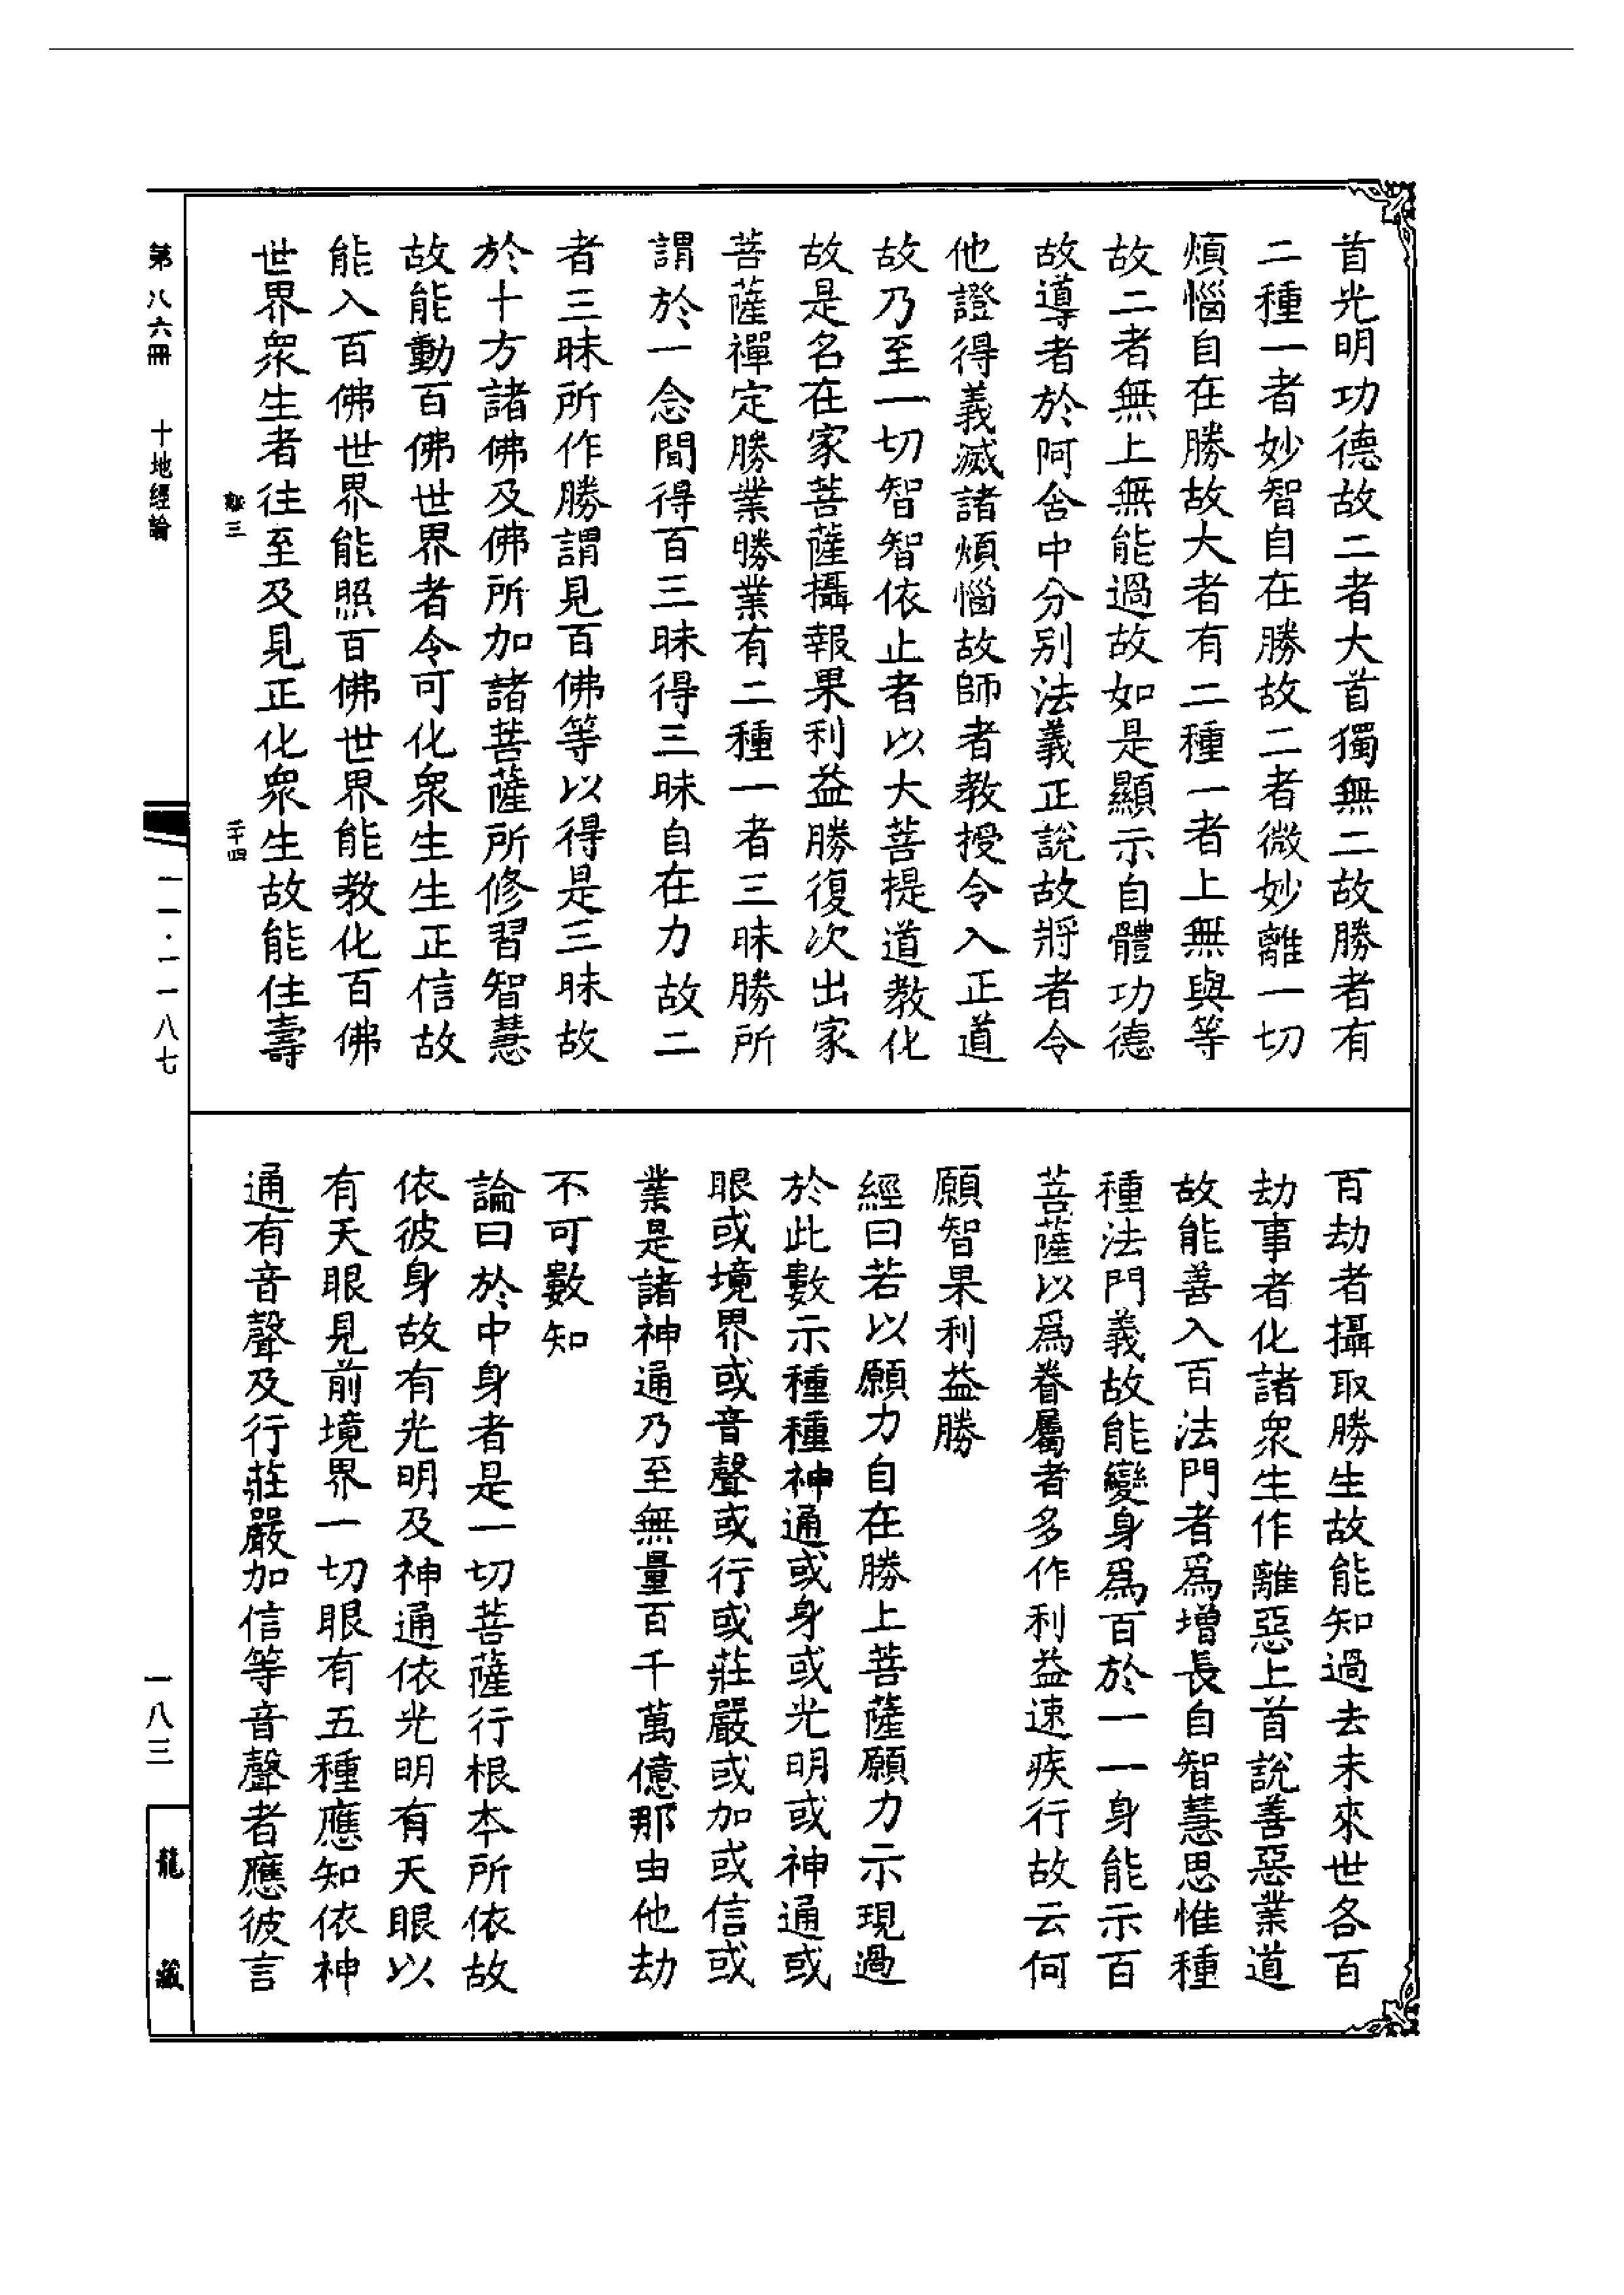 首光明功德故二者大首獨無二故勝者有
二種一者妙智自在勝故二者微妙離一切
煩惱自在勝故大者有二種一者上無與等
故二者無上無能過故如是顯示自體功德
故導者於阿舍中分別法義正說故將者令
他證得義滅諸煩惱故師者教授令入正道
故乃至一切智智依止者以大菩提道教化
故是名在家菩薩攝報果利益勝復次出家
菩薩禪定勝業勝業有二種一者三昧勝所
謂於一念間得百三昧得三昧自在力故二
者三昧所作勝謂見百佛等以得是三昧故
於十方諸佛及佛所加諸菩薩所修習智慧
故能動百佛世界者令可化衆生生正信故
能入百佛世界能照百佛世界能教化百佛
世界衆生者往至及見正化衆生故能住壽
百劫者攝取勝生故能知過去未來世各百
劫事者化諸衆生作離惡上首說善惡業道
故能善入百法門者爲增長自智慧思惟種
種法門義故能變身爲百於一一身能示百
菩薩以爲眷屬者多作利益速疾行故云何
願智果利益勝
經曰若以願力自在勝上菩薩願力示現過
於此數示種種神通或身或光明或神通或
眼或境界或音聲或行或莊嚴或加或信或
業是諸神通乃至無量百千萬億那由他劫
不可數知
論曰於中身者是一切菩薩行根本所依故
依彼身故有光明及神通依光明有天眼以
有天眼見前境界一切眼有五種應知依神
通有音聲及行莊嚴加信等音聲者應彼言
三
二十四
第八六冊 十地經論
一一·一一八七
一八三
龍藏